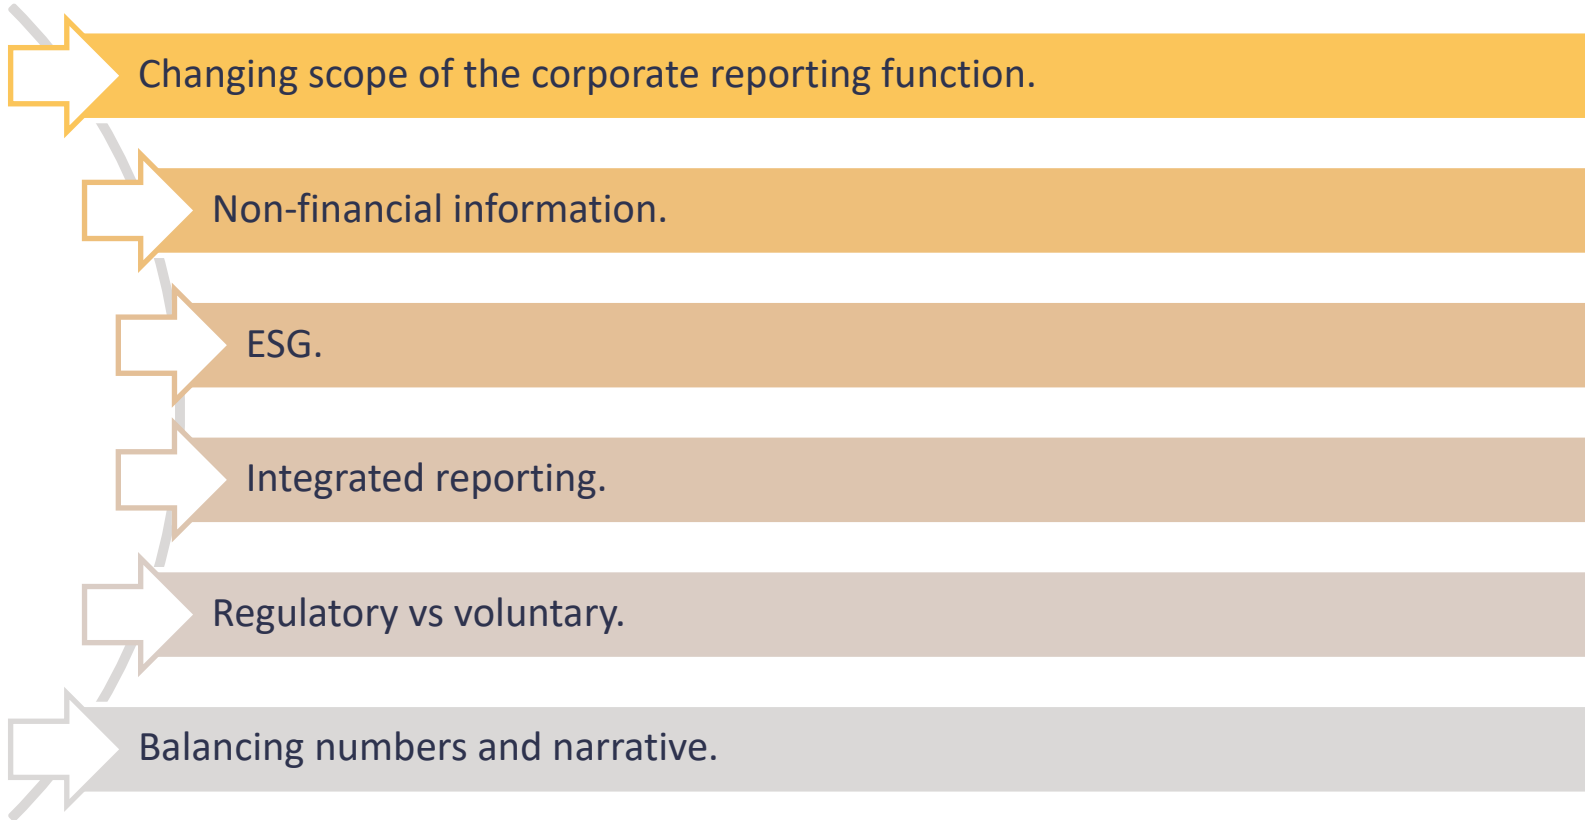 Changing scope of the corporate reporting function.
Non-financial information.
ESG.
Integrated reporting.
Regulatory vs voluntary.
Balancing numbers and narrative.